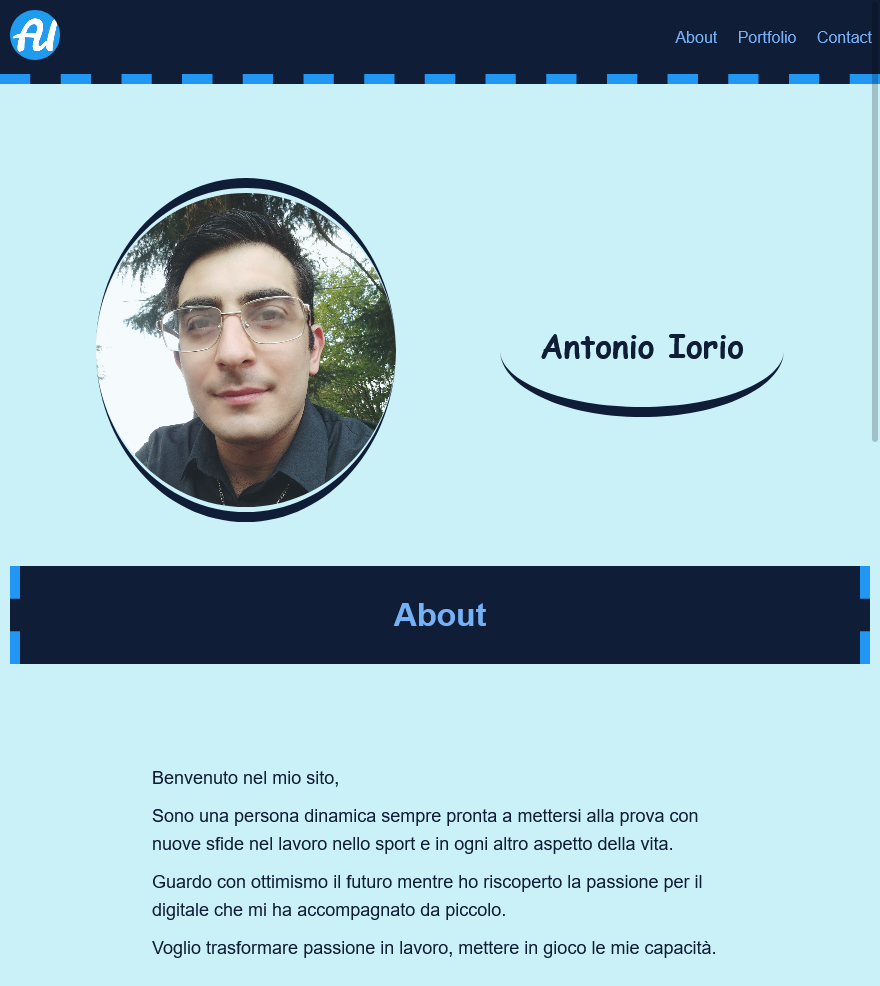 AI
About Portfolio Contact
Antonio Iorio
About
Benvenuto nel mio sito,
Sono una persona dinamica sempre pronta a mettersi alla prova con
nuove sfide nel lavoro nello sport e in ogni altro aspetto della vita.
Guardo con ottimismo il futuro mentre ho riscoperto la passione per il
digitale che mi ha accompagnato da piccolo.
Voglio trasformare passione in lavoro, mettere in gioco le mie capacità.